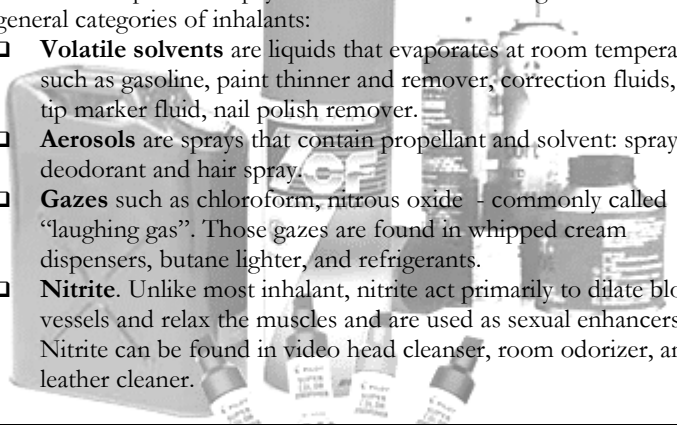 general categories of inhalants:
❑ Volatile solvents are liquids that evaporates at room tempera
such as gasoline, paint thinner and remover, correction fluids,
tip marker fluid, nail polish remover.
❑ Aerosols are sprays that contain propellant and solvent: spray
deodorant and hair spray.
❑ Gazes such as chloroform, nitrous oxide - commonly called
“laughing gas”. Those gazes are found in whipped cream
dispensers, butane lighter, and refrigerants.
❑ Nitrite. Unlike most inhalant, nitrite act primarily to dilate blo
vessels and relax the muscles and are used as sexual enhancers
Nitrite can be found in video head cleanser, room odorizer, an
leather cleaner.
PILOT
SUPER
COLOR